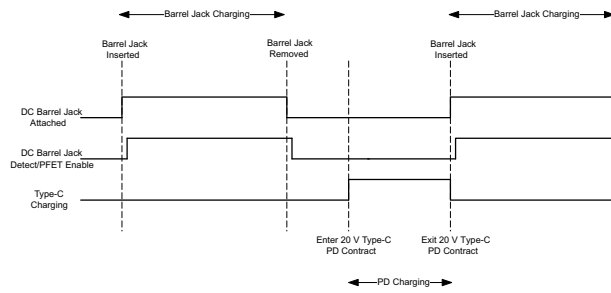 Barrel Jack Charging
Barrel Jack Charging
Barrel Jack
Inserted
Barrel Jack
Removed
Barrel Jack
Inserted
DC Barrel Jack
Attached
DC Barrel Jack
Detect/PFET Enable
Type-C
Charging
Enter 20 V Type-C
PD Contract
Exit 20 V Type-C
PD Contract
PD Charging